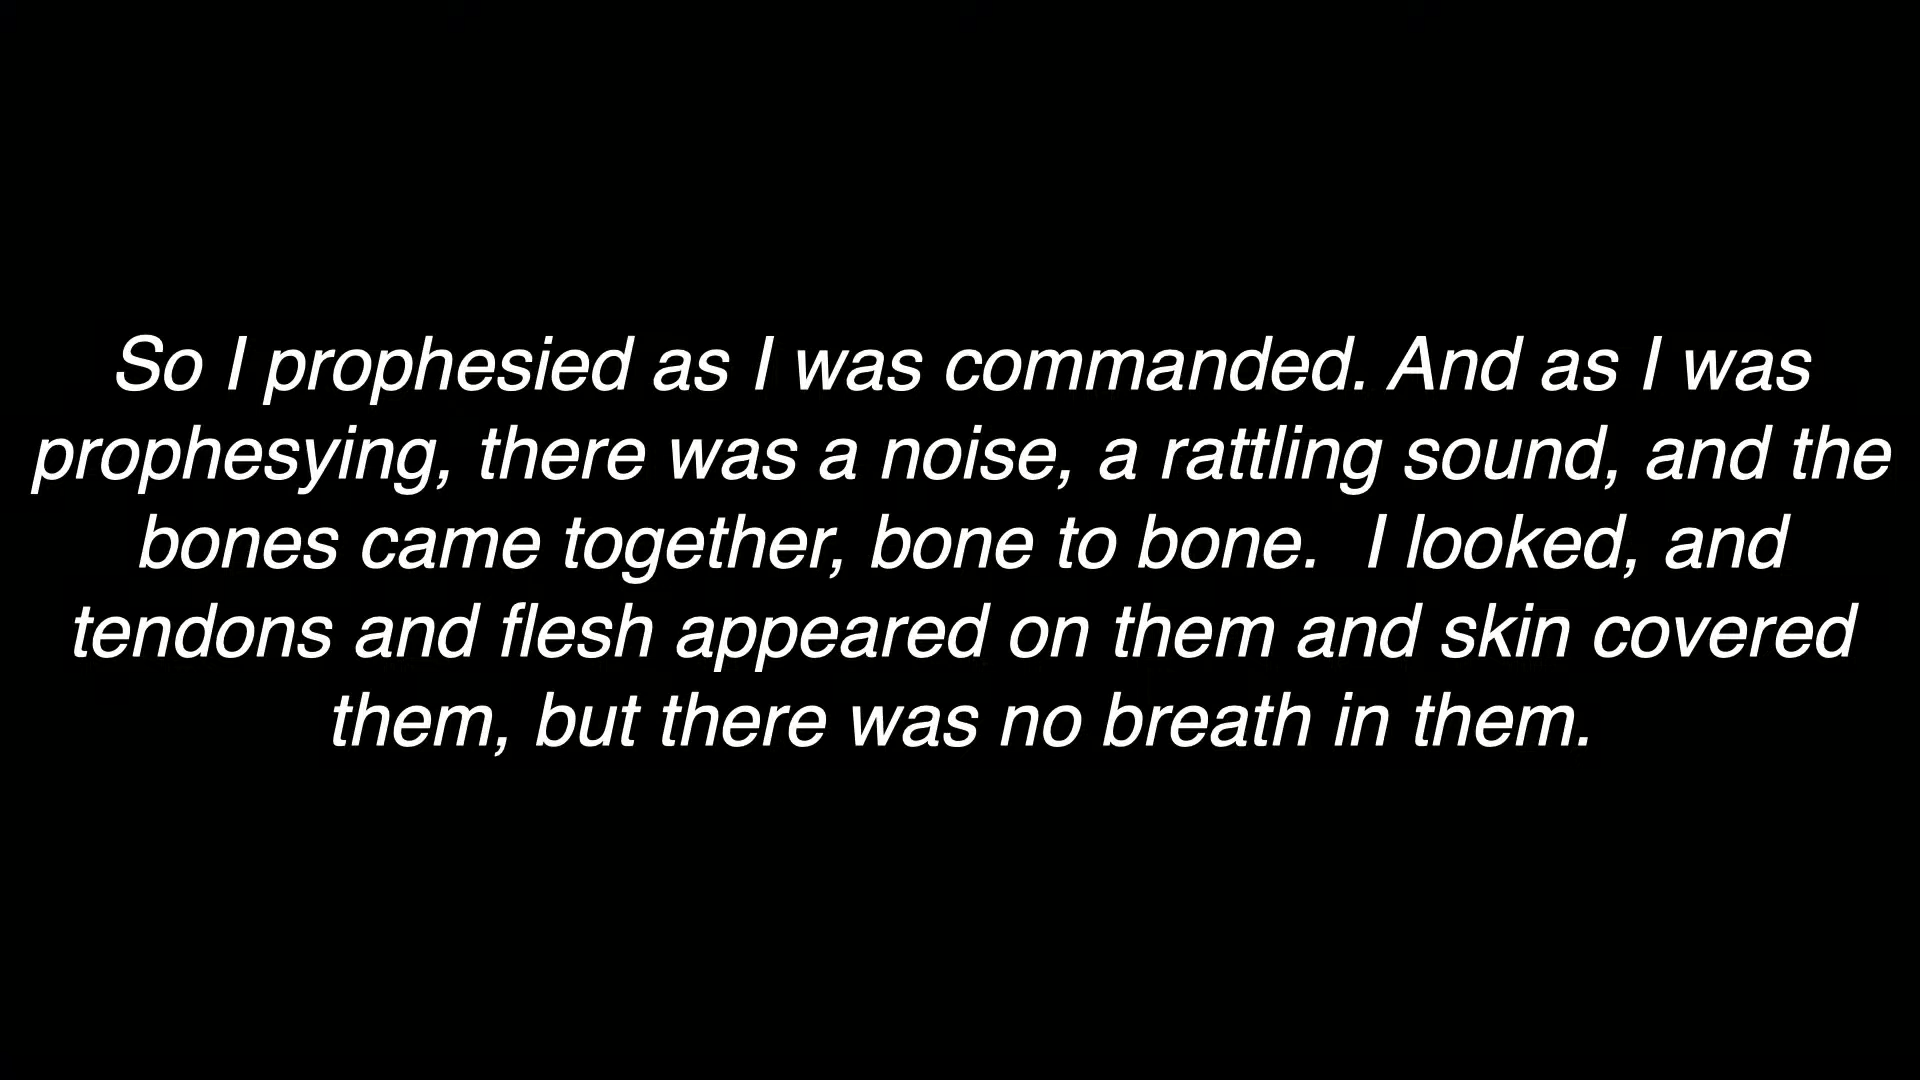 So I prophesied as I was commanded. And as I was
prophesying, there was a noise, a rattling sound, and the
bones came together, bone to bone.  I looked, and
tendons and flesh appeared on them and skin covered
them, but there was no breath in them.